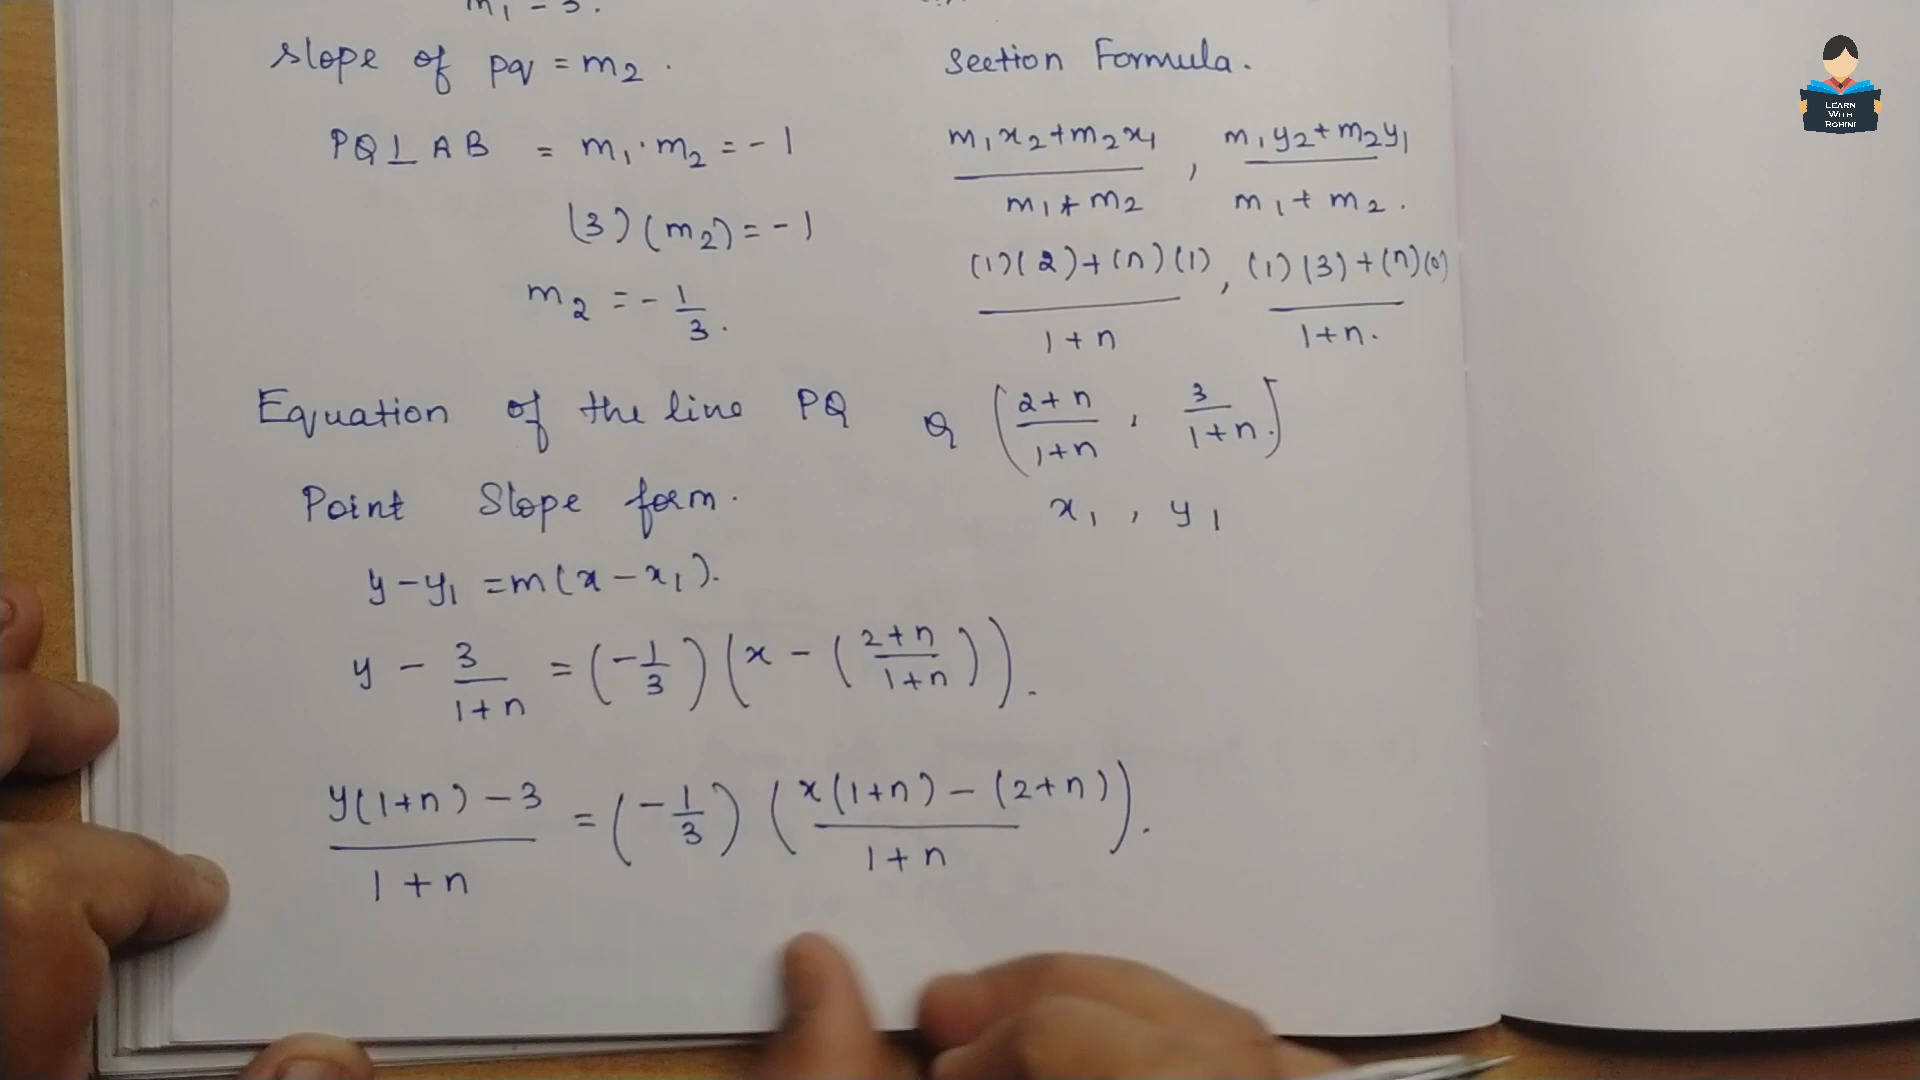 m₁ = 3.
slope of pq = m₂.
PQ ⊥ AB = m₁·m₂ = -1
(3)(m₂) = -1
m₂ = -1/3.
Equation of the line PQ
Point Slope form.
y - y₁ = m(x - x₁).
y - 3/(1+n) = (-1/3)(x - ((2+n)/(1+n))).
(y(1+n) - 3)/(1+n) = (-1/3)((x(1+n) - (2+n))/(1+n)).
Section Formula.
(m₁x₂+m₂x₁)/(m₁+m₂), (m₁y₂+m₂y₁)/(m₁+m₂).
((1)(2)+(n)(1))/(1+n), ((1)(3)+(n)(0))/(1+n).
Q ((2+n)/(1+n), 3/(1+n).)
x₁, y₁
LEARN
WITH
ROHINI